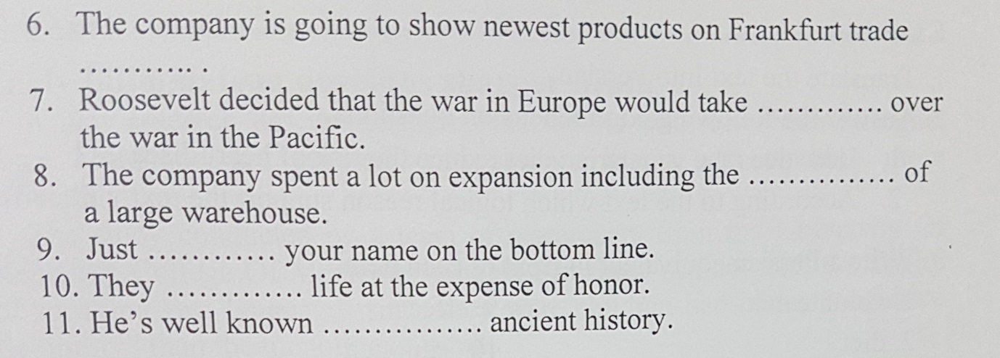 6. The company is going to show newest products on Frankfurt trade
............ .
7. Roosevelt decided that the war in Europe would take ............. over
the war in the Pacific.
8. The company spent a lot on expansion including the ............... of
a large warehouse.
9. Just ............ your name on the bottom line.
10. They ............. life at the expense of honor.
11. He’s well known ................ ancient history.